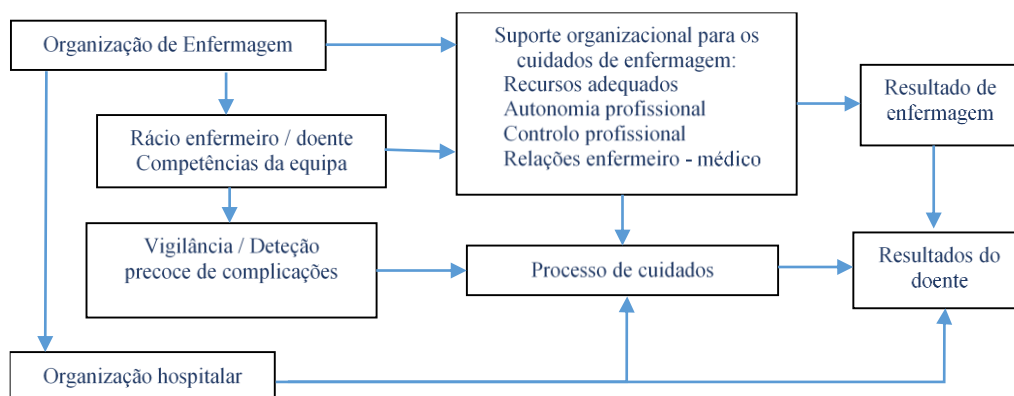 Organização de Enfermagem
Suporte organizacional para os
cuidados de enfermagem:
Recursos adequados
Autonomia profissional
Controlo profissional
Relações enfermeiro - médico
Resultado de
enfermagem
Rácio enfermeiro / doente
Competências da equipa
Vigilância / Deteção
precoce de complicações
Processo de cuidados
Resultados do
doente
Organização hospitalar